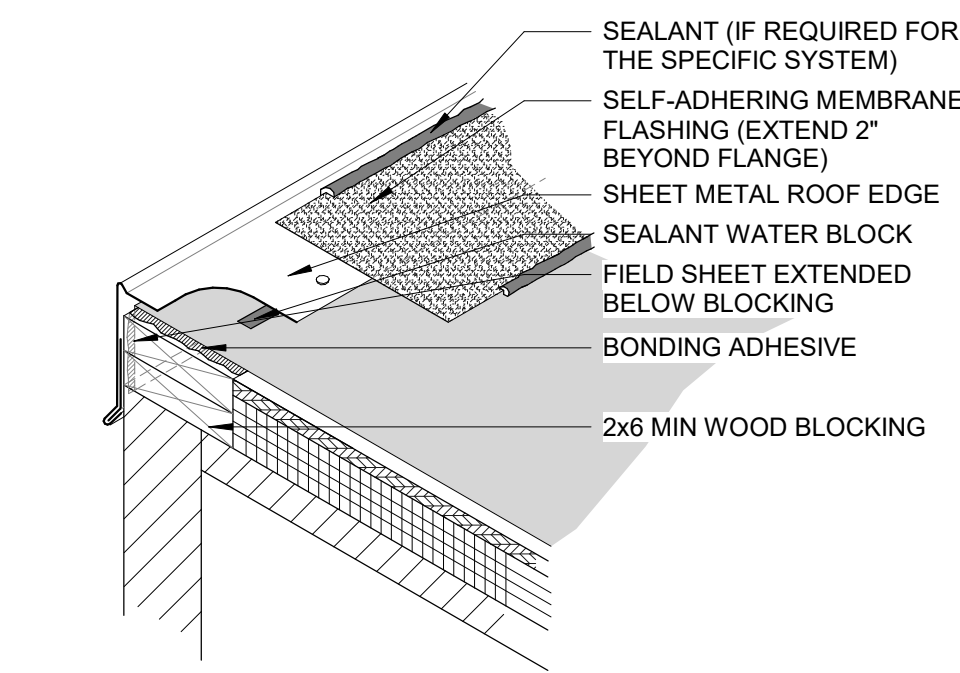 SEALANT (IF REQUIRED FOR
THE SPECIFIC SYSTEM)
SELF-ADHERING MEMBRANE
FLASHING (EXTEND 2"
BEYOND FLANGE)
SHEET METAL ROOF EDGE
SEALANT WATER BLOCK
FIELD SHEET EXTENDED
BELOW BLOCKING
BONDING ADHESIVE
2x6 MIN WOOD BLOCKING